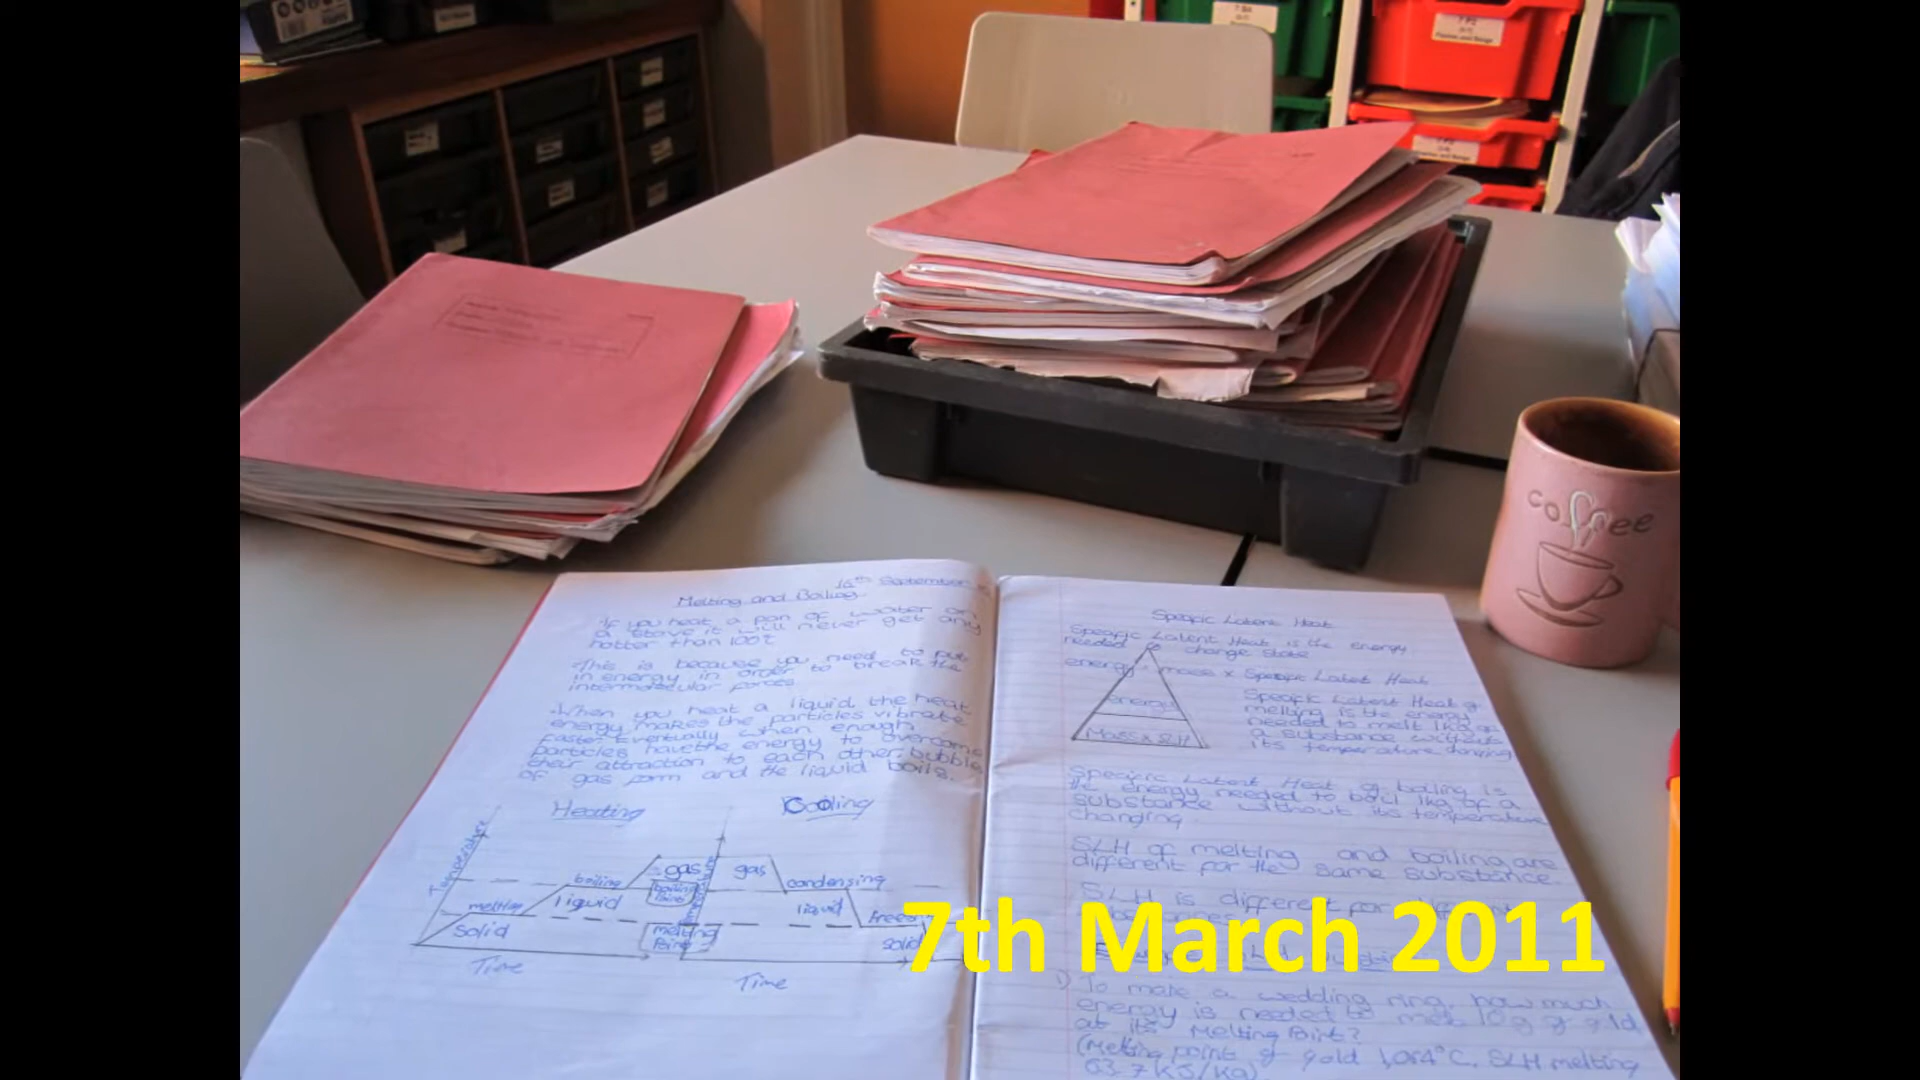 16th September
Melting and Boiling
If you heat a pan of water on
a stove it will never get any
hotter than 100°C
This is because you need to put
in energy in order to break the
intermolecular forces
When you heat a liquid, the heat
energy makes the particles vibrate
faster. Eventually when enough
particles have the energy to overcome
their attraction to each other, bubbles
of gas form and the liquid boils.
Heating
Cooling
Temperature
gas
boiling
liquid
melting
solid
boiling
Point
melting
Point
Time
gas
condensing
liquid
solid
Time
Specific Latent Heat
Specific Latent Heat is the energy
needed to change state
energy = mass x Specific Latent Heat
energy
Mass x SLH
Specific Latent Heat of
melting is the energy
needed to melt 1kg of
a substance without
its temperature changing
Specific Latent Heat of boiling is
the energy needed to boil 1kg of a
substance without its temperature
changing
SLH of melting and boiling are
different for the same substance.
SLH is different for
1) To make a wedding ring, how much
energy is needed to melt 10g of gold
at its Melting Point?
(Melting point of gold 1,064°C, SLH melting
63.7 kJ/kg)
coffee
7th March 2011